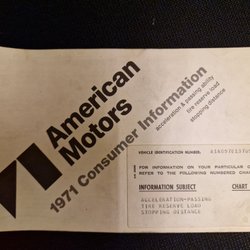 American
Motors
1971 Consumer Information
acceleration & passing ability
tire reserve load
stopping distance
VEHICLE IDENTIFICATION NUMBER:
FOR INFORMATION ON YOUR PARTICULAR
REFER TO THE FOLLOWING NUMBERED CHAR
INFORMATION SUBJECT CHART
ACCELERATION-PASSING
TIRE RESERVE LOAD
STOPPING DISTANCE